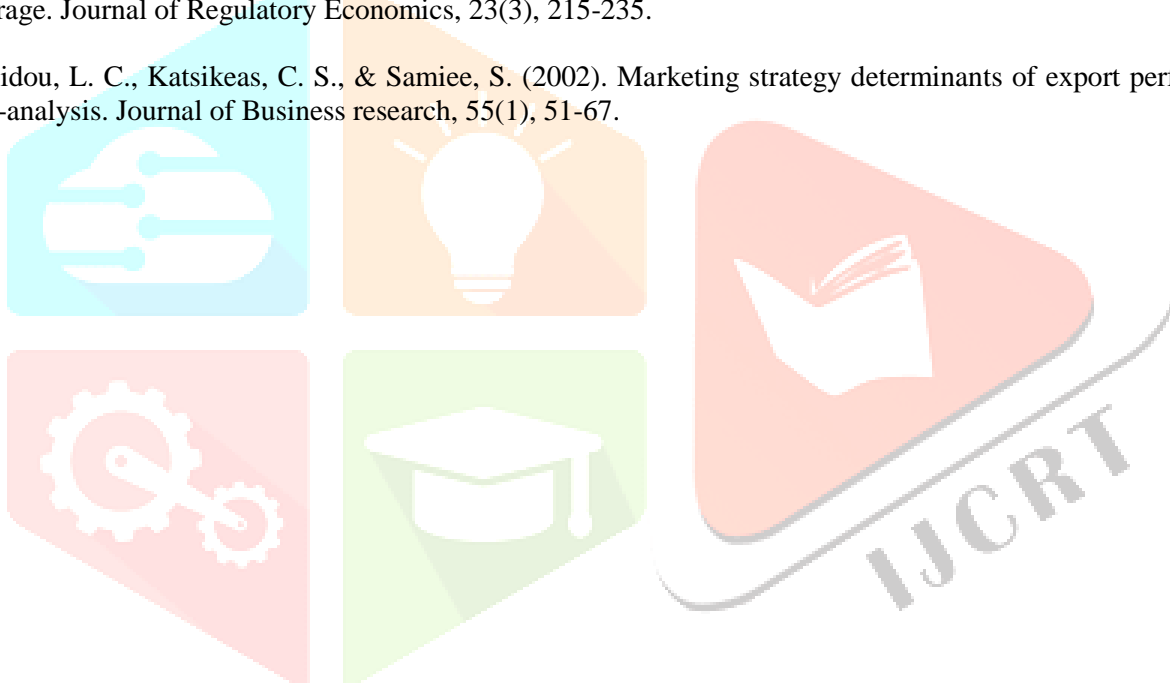 rage. Journal of Regulatory Economics, 23(3), 215-235.
idou, L. C., Katsikeas, C. S., & Samiee, S. (2002). Marketing strategy determinants of export per
-analysis. Journal of Business research, 55(1), 51-67.
IJCRT